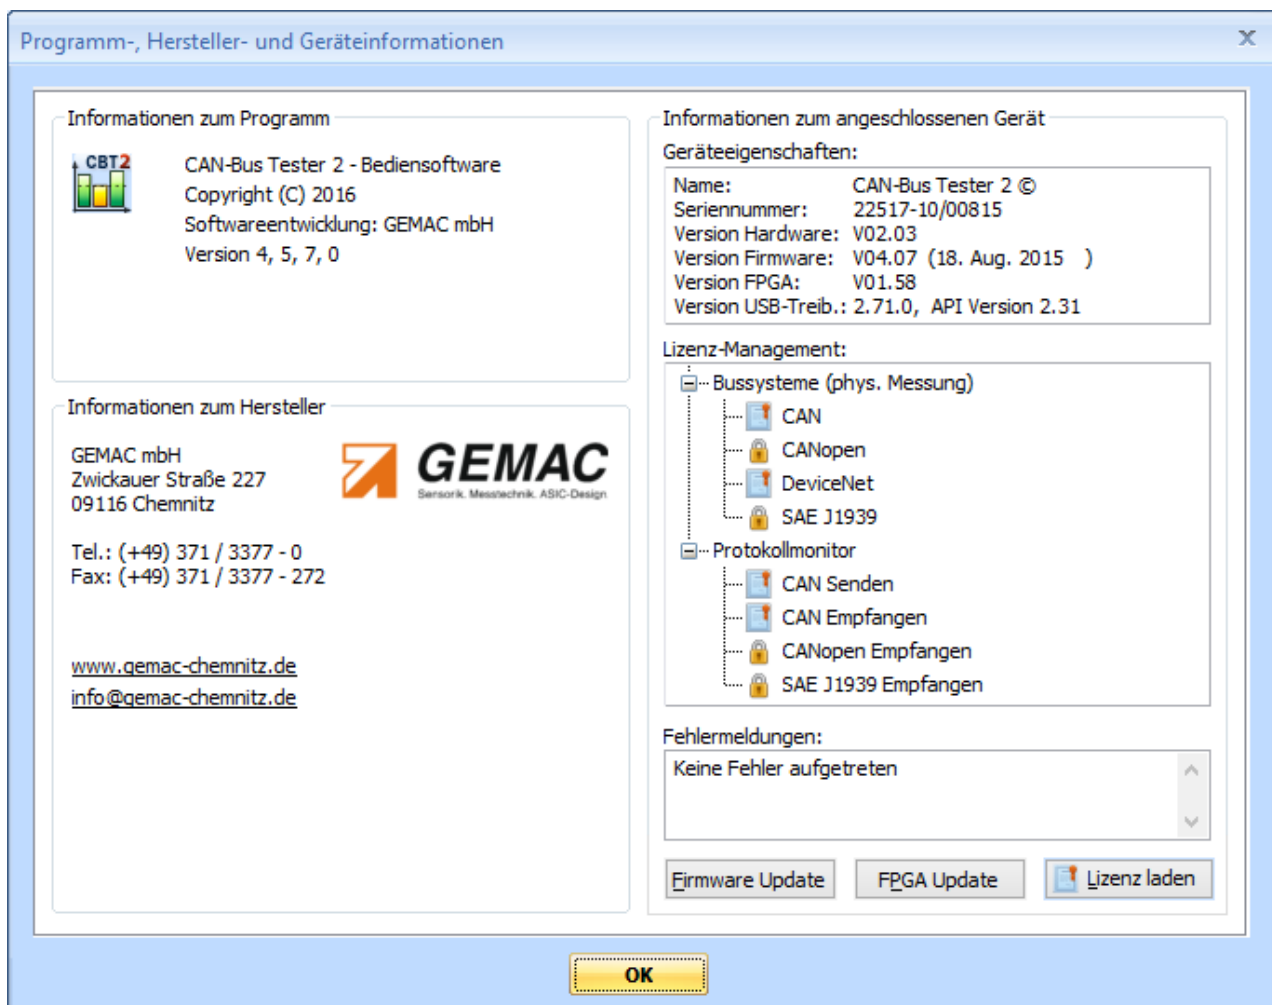 Programm-, Hersteller- und Geräteinformationen
Informationen zum Programm
CBT2
CAN-Bus Tester 2 - Bediensoftware
Copyright (C) 2016
Softwareentwicklung: GEMAC mbH
Version 4, 5, 7, 0
Informationen zum Hersteller
GEMAC mbH
Zwickauer Straße 227
09116 Chemnitz
GEMAC
Sensorik. Messtechnik. ASIC-Design
Tel.: (+49) 371 / 3377 - 0
Fax: (+49) 371 / 3377 - 272
www.gemac-chemnitz.de
info@gemac-chemnitz.de
Informationen zum angeschlossenen Gerät
Geräteeigenschaften:
Name: CAN-Bus Tester 2 ©
Seriennummer: 22517-10/00815
Version Hardware: V02.03
Version Firmware: V04.07 (18. Aug. 2015 )
Version FPGA: V01.58
Version USB-Treib.: 2.71.0, API Version 2.31
Lizenz-Management:
Bussysteme (phys. Messung)
CAN
CANopen
DeviceNet
SAE J1939
Protokollmonitor
CAN Senden
CAN Empfangen
CANopen Empfangen
SAE J1939 Empfangen
Fehlermeldungen:
Keine Fehler aufgetreten
Firmware Update
FPGA Update
Lizenz laden
OK